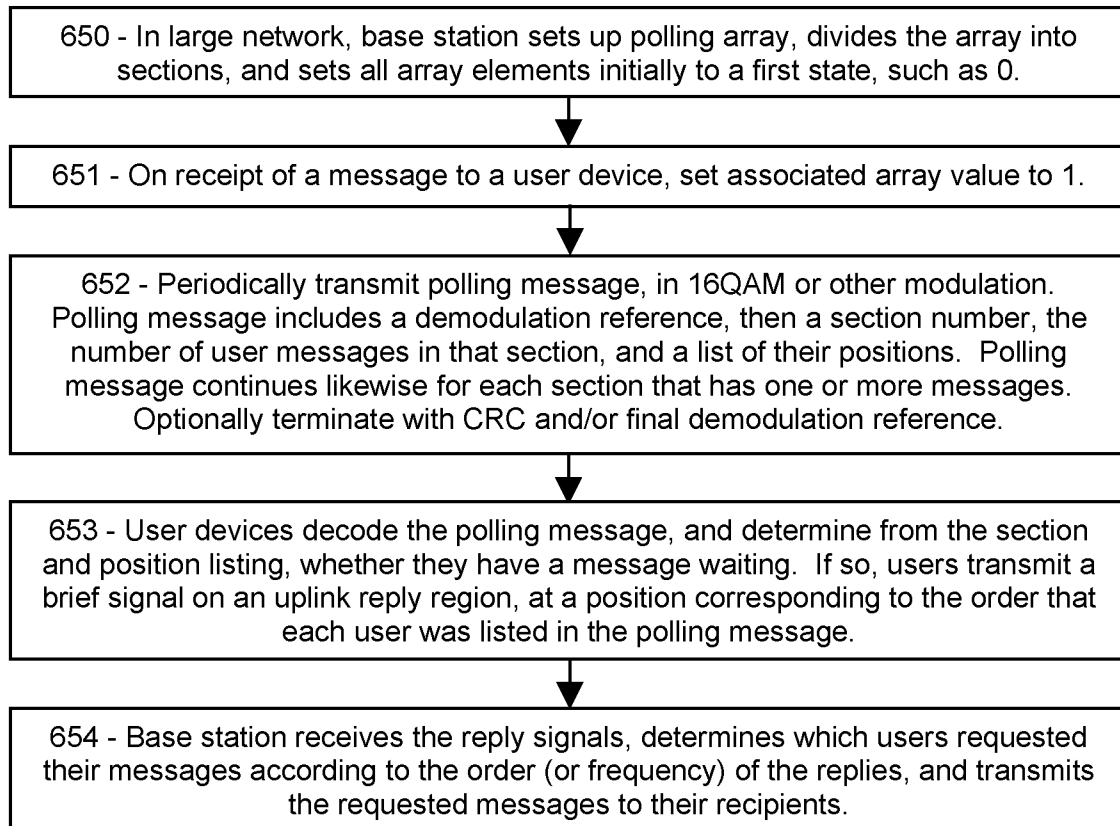 650 - In large network, base station sets up polling array, divides the array into
sections, and sets all array elements initially to a first state, such as 0.
651 - On receipt of a message to a user device, set associated array value to 1.
652 - Periodically transmit polling message, in 16QAM or other modulation.
Polling message includes a demodulation reference, then a section number, the
number of user messages in that section, and a list of their positions.  Polling
message continues likewise for each section that has one or more messages.
Optionally terminate with CRC and/or final demodulation reference.
653 - User devices decode the polling message, and determine from the section
and position listing, whether they have a message waiting.  If so, users transmit a
brief signal on an uplink reply region, at a position corresponding to the order that
each user was listed in the polling message.
654 - Base station receives the reply signals, determines which users requested
their messages according to the order (or frequency) of the replies, and transmits
the requested messages to their recipients.